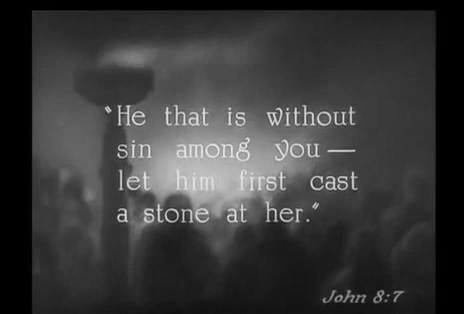 "He that is without
sin among you —
let him first cast
a stone at her."
John 8:7